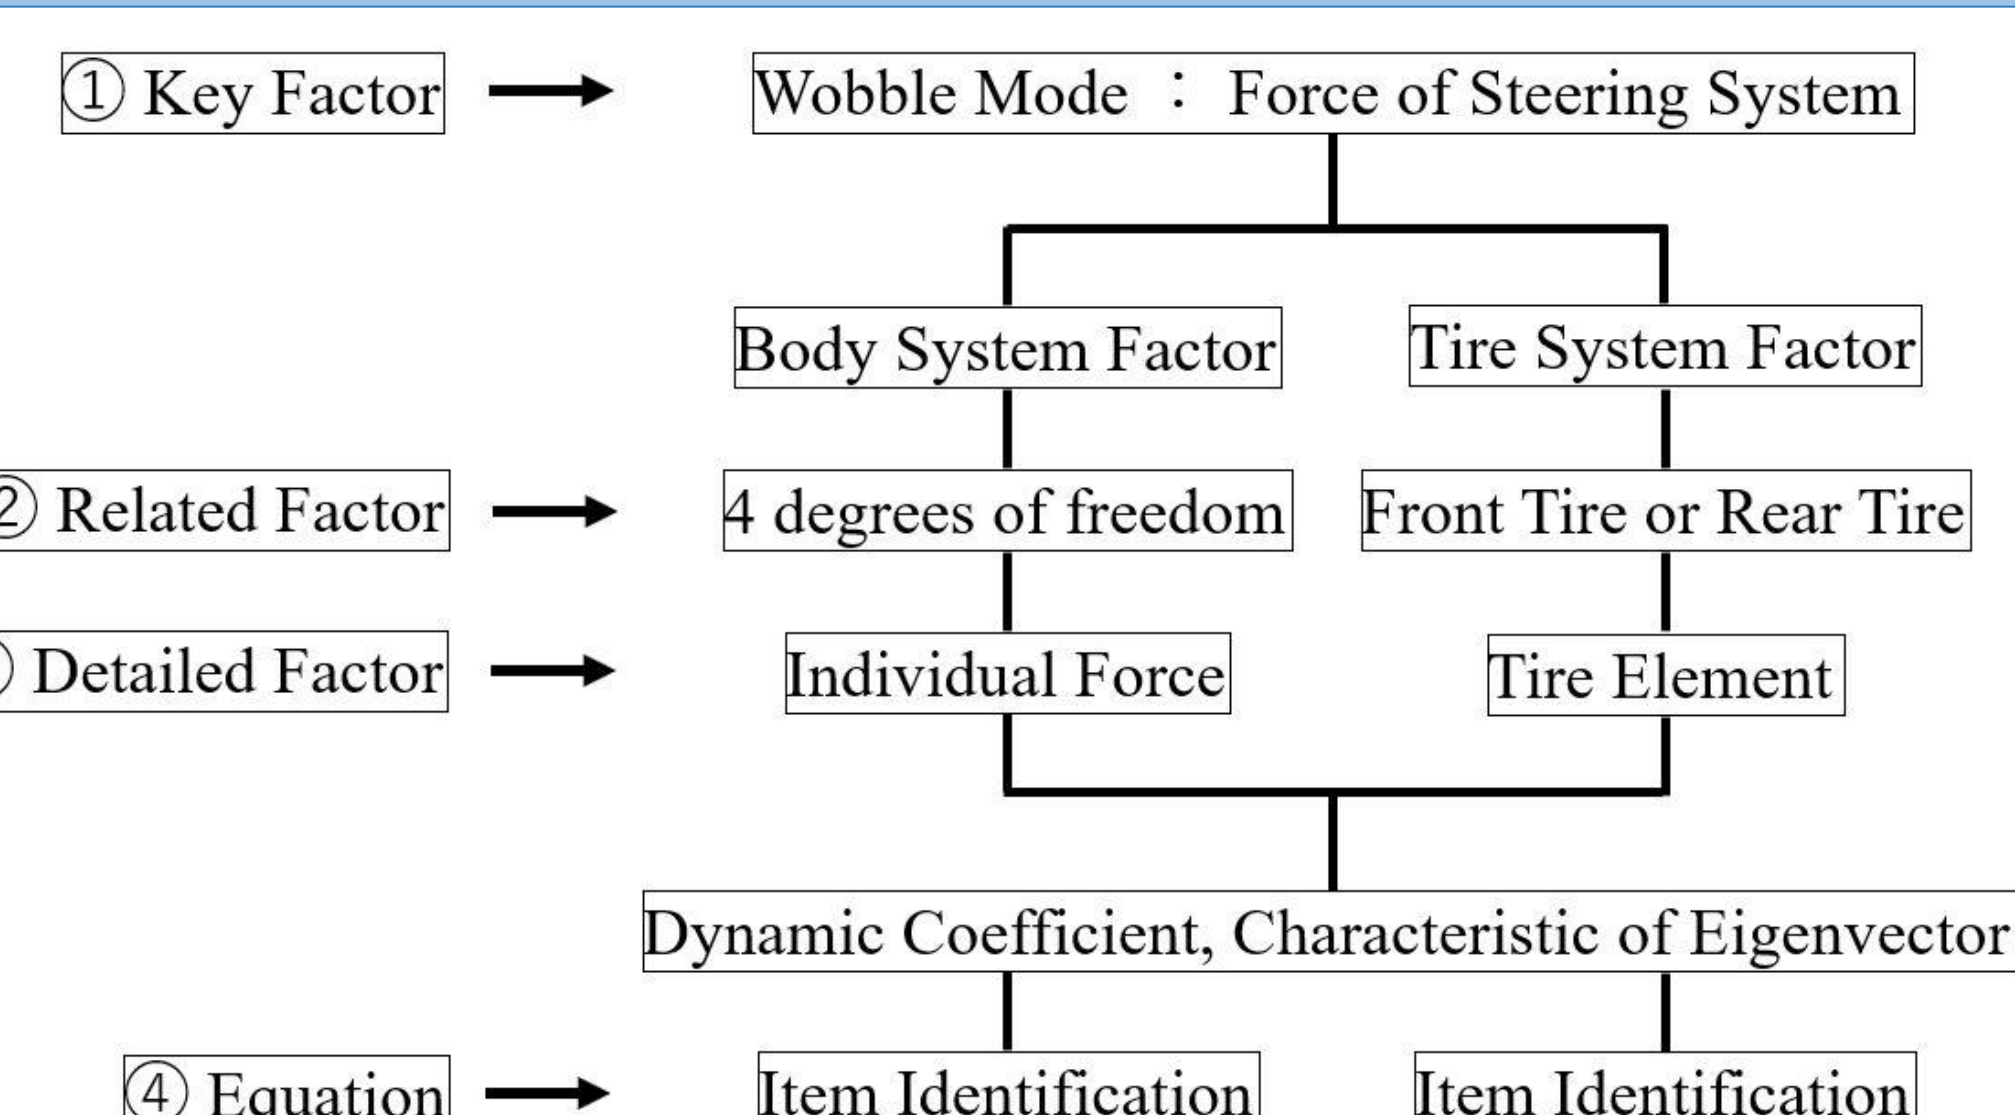 ① Key Factor
Wobble Mode : Force of Steering System
Body System Factor
Tire System Factor
② Related Factor
4 degrees of freedom
Front Tire or Rear Tire
Detailed Factor
Individual Force
Tire Element
Dynamic Coefficient, Characteristic of Eigenvector
④ Equation
Item Identification
Item Identification